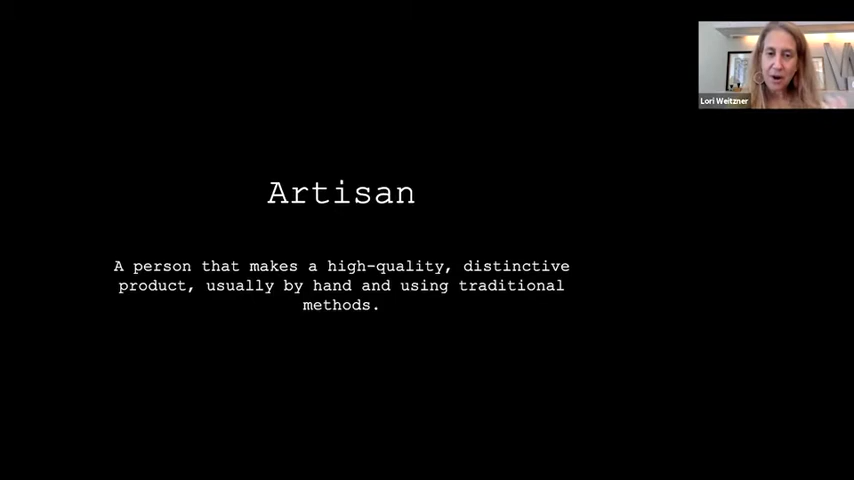 Artisan
A person that makes a high-quality, distinctive
product, usually by hand and using traditional
methods.
Lori Weitzner